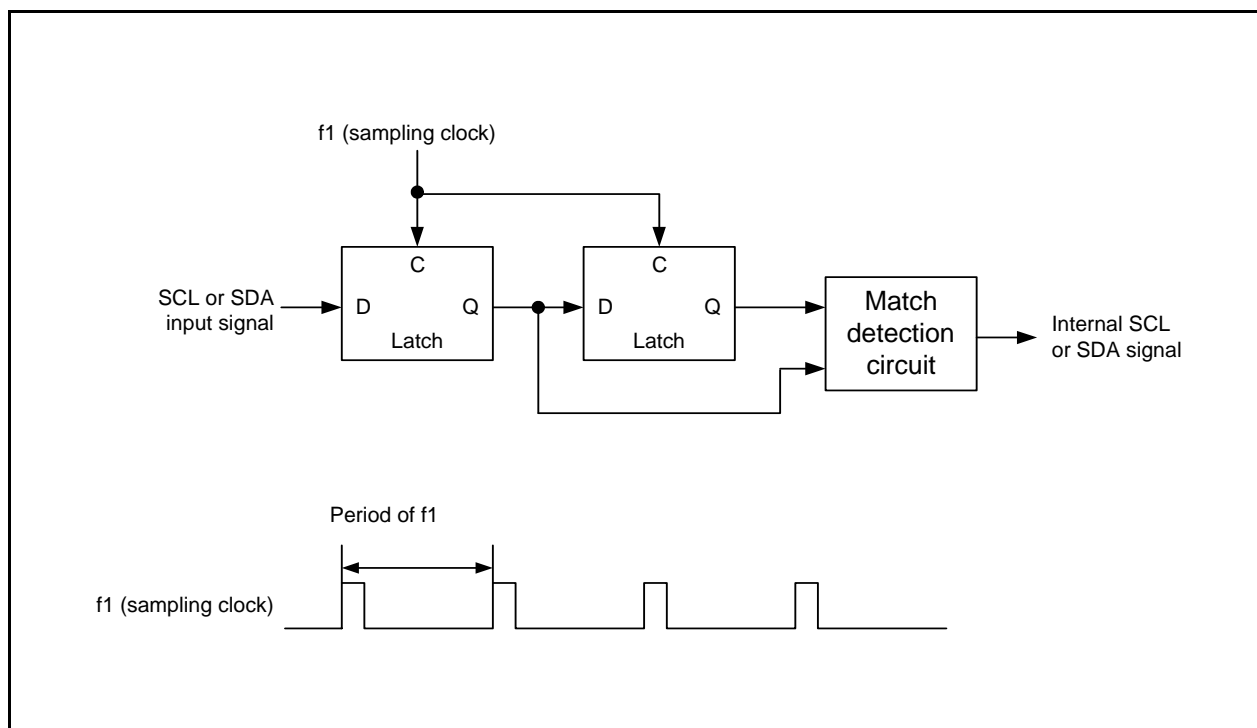 f1 (sampling clock)
C
C
SCL or SDA
input signal
D
Q
D
Q
Latch
Latch
Match
detection
circuit
Internal SCL
or SDA signal
Period of f1
f1 (sampling clock)